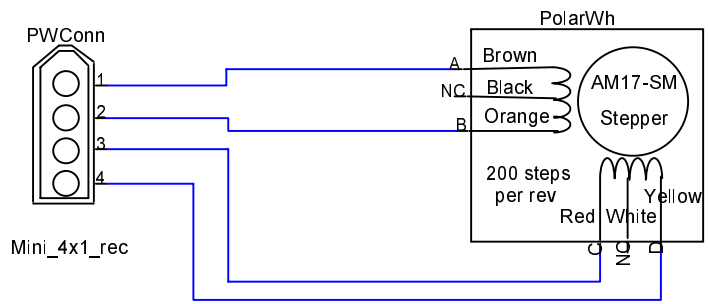 PolarWh
PWConn
1
2
3
4
Mini_4x1_rec
A
Brown
NC
Black
B
Orange
AM17-SM
Stepper
200 steps
per rev
Yellow
Red
White
C
NC
D